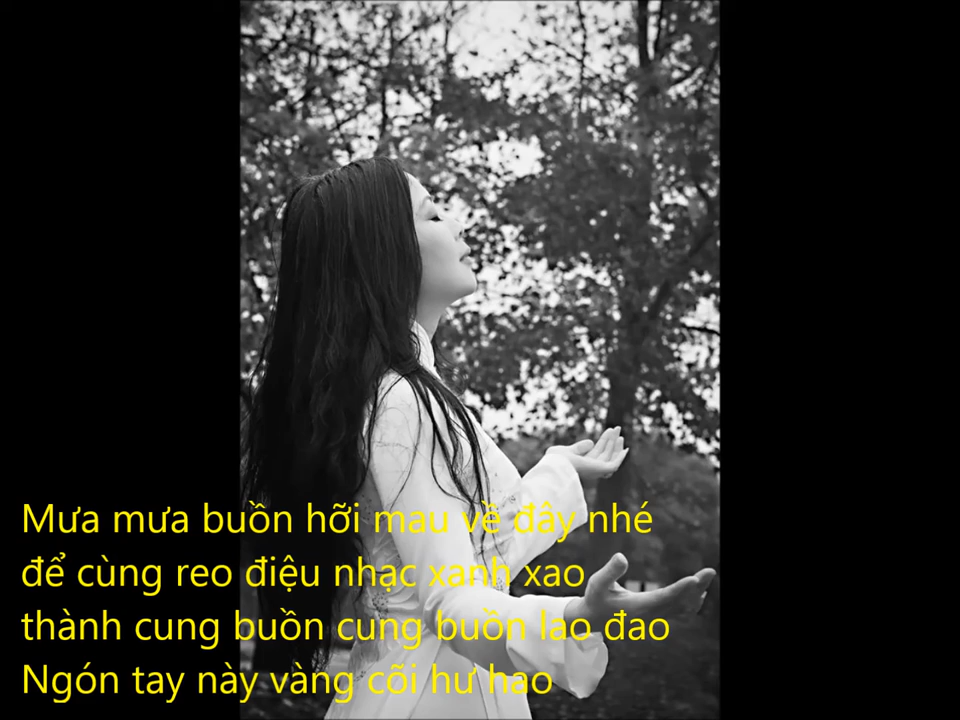 Mưa mưa buồn hỡi mau về đây nhé
để cùng reo điệu nhạc xanh xao
thành cung buồn cung buồn lao đao
Ngón tay này vàng cõi hư hao